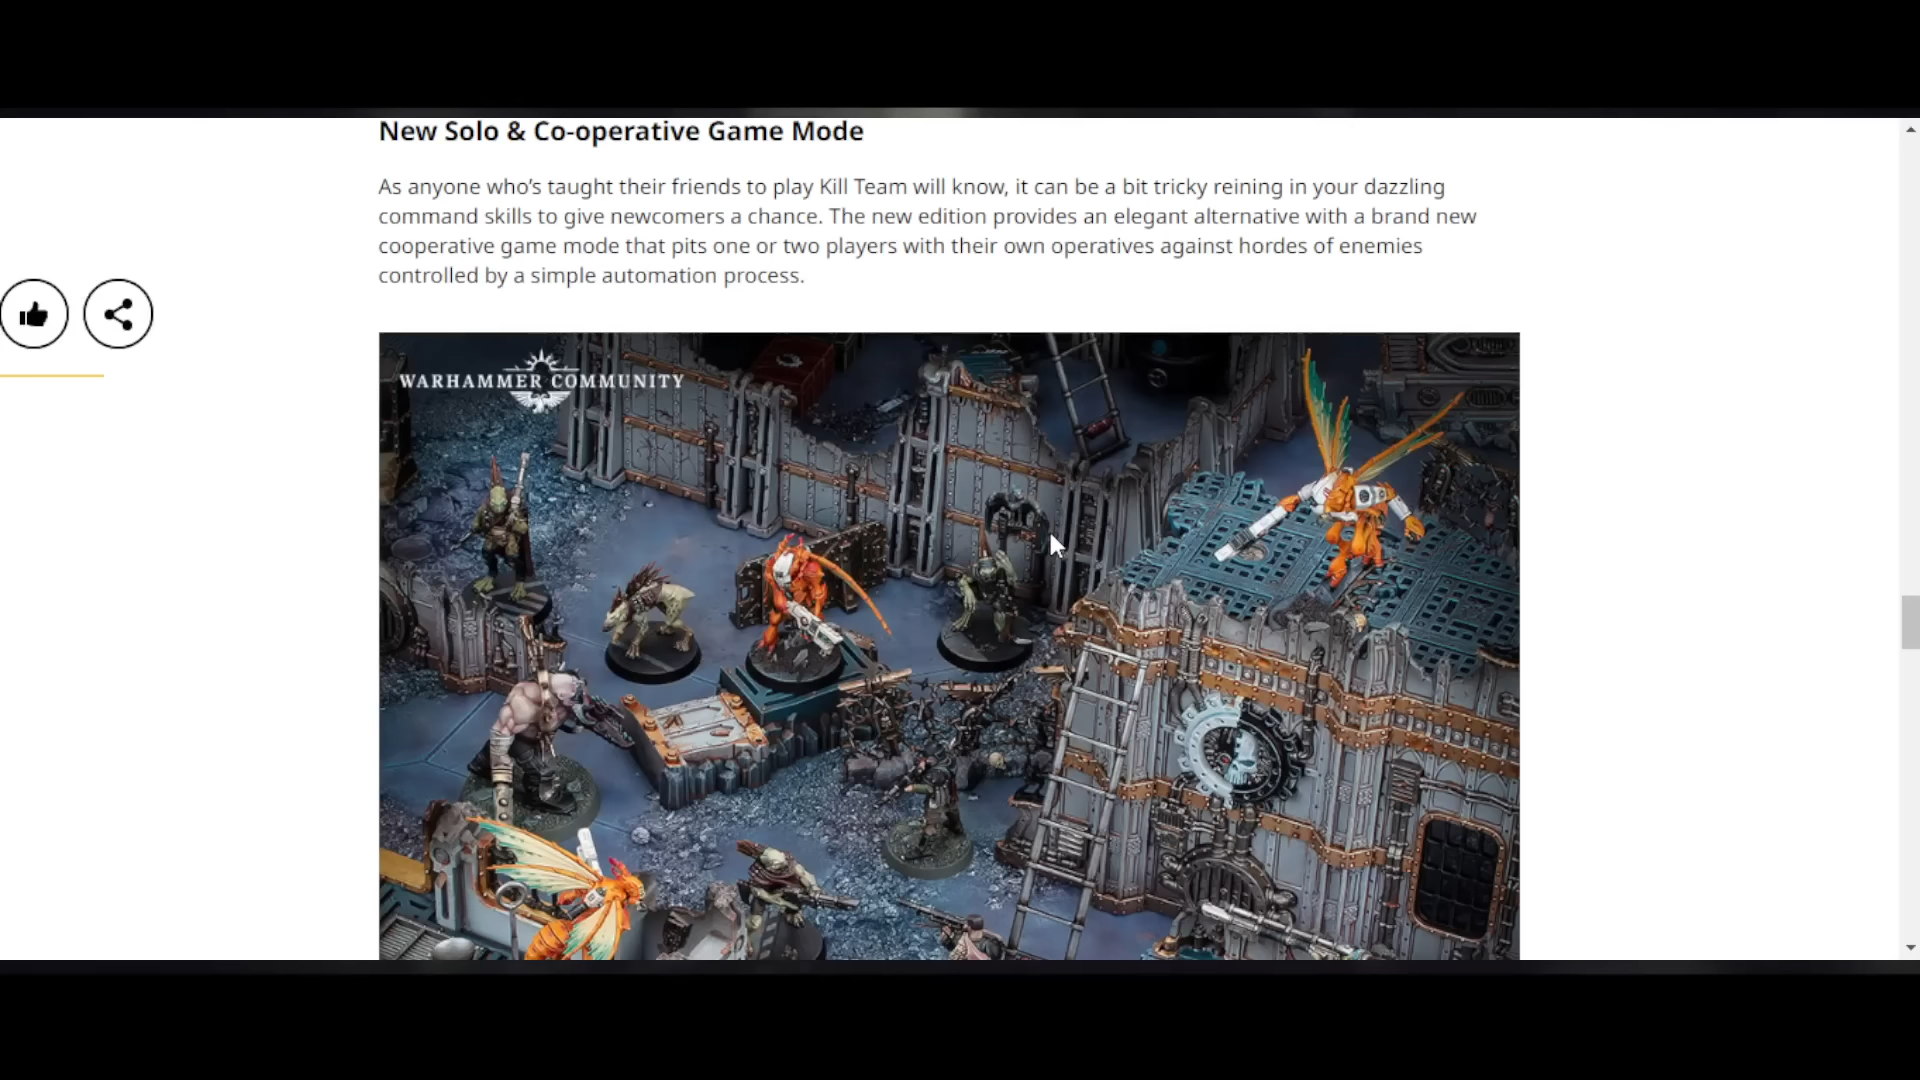 New Solo & Co-operative Game Mode
As anyone who’s taught their friends to play Kill Team will know, it can be a bit tricky reining in your dazzling
command skills to give newcomers a chance. The new edition provides an elegant alternative with a brand new
cooperative game mode that pits one or two players with their own operatives against hordes of enemies
controlled by a simple automation process.
WARHAMMER COMMUNITY